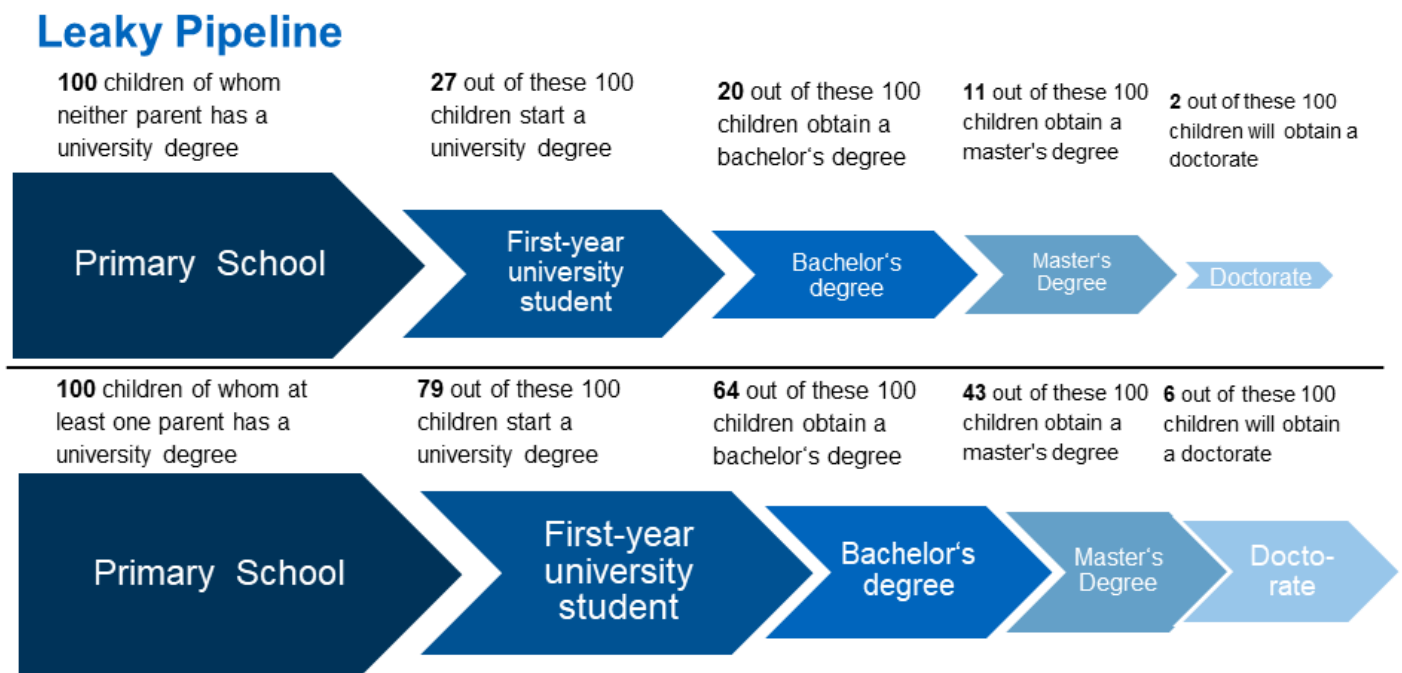 Leaky Pipeline
100 children of whom
neither parent has a
university degree
27 out of these 100
children start a
university degree
20 out of these 100
children obtain a
bachelor‘s degree
11 out of these 100
children obtain a
master's degree
2 out of these 100
children will obtain a
doctorate
Primary School
First-year
university
student
Bachelor‘s
degree
Master‘s
Degree
Doctorate
100 children of whom at
least one parent has a
university degree
79 out of these 100
children start a
university degree
64 out of these 100
children obtain a
bachelor‘s degree
43 out of these 100
children obtain a
master's degree
6 out of these 100
children will obtain
a doctorate
Primary School
First-year
university
student
Bachelor‘s
degree
Master‘s
Degree
Docto-
rate